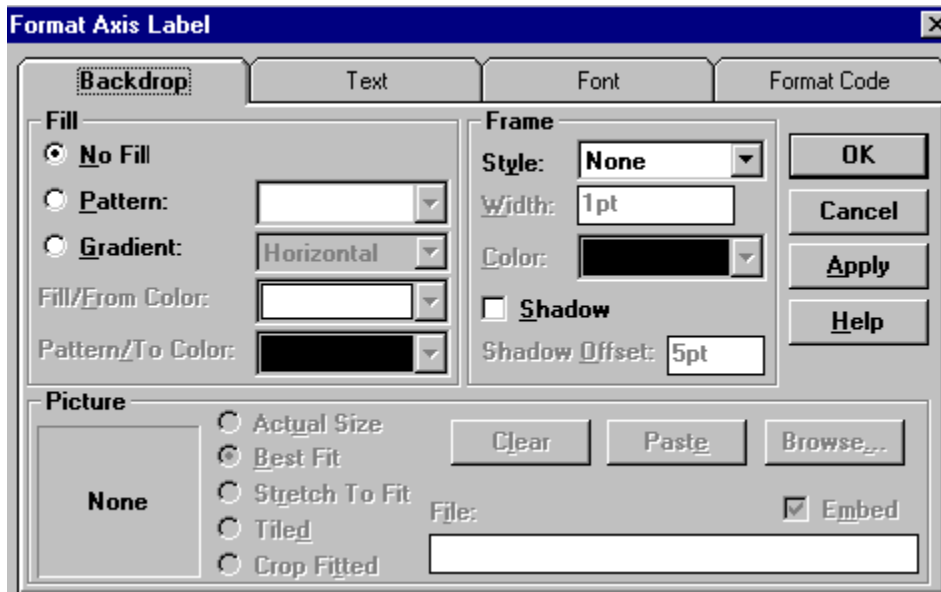 Format Axis Label
Backdrop Text Font Format Code
Fill
No Fill
Pattern:
Gradient: Horizontal
Fill/From Color:
Pattern/To Color:
Frame
Style: None
Width: 1pt
Color:
Shadow
Shadow Offset: 5pt
OK
Cancel
Apply
Help
Picture
None
Actual Size
Best Fit
Stretch To Fit
Tiled
Crop Fitted
Clear Paste Browse...
File: Embed